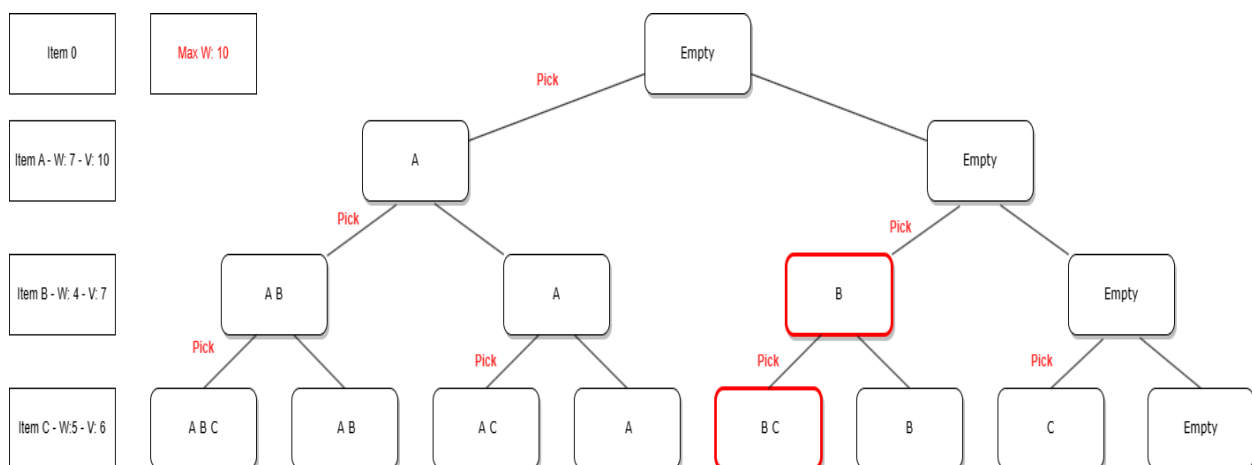 Item 0
Max W: 10
Empty
Pick
Item A - W: 7 - V: 10
A
Empty
Pick
Pick
Item B - W: 4 - V: 7
A B
A
B
Empty
Pick
Pick
Pick
Pick
Item C - W:5 - V: 6
A B C
A B
A C
A
B C
B
C
Empty